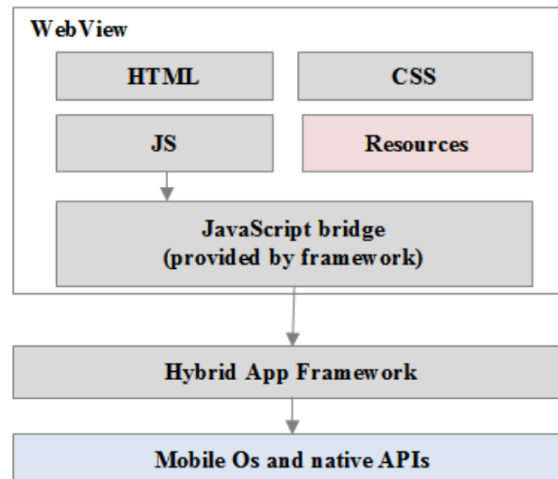 WebView
HTML
CSS
JS
Resources
JavaScript bridge
(provided by framework)
Hybrid App Framework
Mobile Os and native APIs